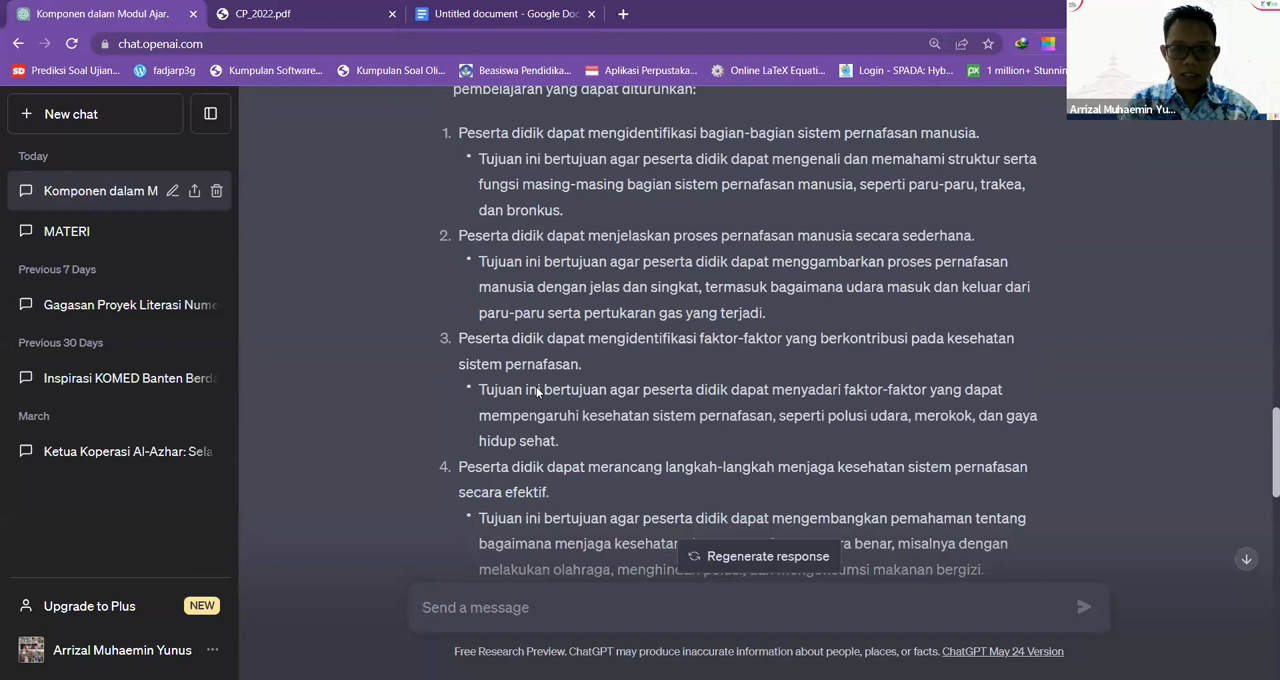 Komponen dalam Modul Ajar.
CP_2022.pdf
Untitled document - Google Doc
chat.openai.com
Prediksi Soal Ujian...
fadjarp3g
Kumpulan Software...
Kumpulan Soal Oli...
Beasiswa Pendidika...
Aplikasi Perpustaka...
Online LaTeX Equati...
Login - SPADA: Hyb...
1 million+ Stunnin
Arrizal Muhaemin Yu...
New chat
Today
Komponen dalam M
MATERI
Previous 7 Days
Gagasan Proyek Literasi Nume
Previous 30 Days
Inspirasi KOMED Banten Berda
March
Ketua Koperasi Al-Azhar: Sela
Upgrade to Plus
NEW
Arrizal Muhaemin Yunus
pembelajaran yang dapat diturunkan:
1. Peserta didik dapat mengidentifikasi bagian-bagian sistem pernafasan manusia.
• Tujuan ini bertujuan agar peserta didik dapat mengenali dan memahami struktur serta
fungsi masing-masing bagian sistem pernafasan manusia, seperti paru-paru, trakea,
dan bronkus.
2. Peserta didik dapat menjelaskan proses pernafasan manusia secara sederhana.
• Tujuan ini bertujuan agar peserta didik dapat menggambarkan proses pernafasan
manusia dengan jelas dan singkat, termasuk bagaimana udara masuk dan keluar dari
paru-paru serta pertukaran gas yang terjadi.
3. Peserta didik dapat mengidentifikasi faktor-faktor yang berkontribusi pada kesehatan
sistem pernafasan.
• Tujuan ini bertujuan agar peserta didik dapat menyadari faktor-faktor yang dapat
mempengaruhi kesehatan sistem pernafasan, seperti polusi udara, merokok, dan gaya
hidup sehat.
4. Peserta didik dapat merancang langkah-langkah menjaga kesehatan sistem pernafasan
secara efektif.
• Tujuan ini bertujuan agar peserta didik dapat mengembangkan pemahaman tentang
bagaimana menjaga kesehatan benar, misalnya dengan
melakukan olahraga, mengonsumsi makanan bergizi.
Regenerate response
Send a message
Free Research Preview. ChatGPT may produce inaccurate information about people, places, or facts. ChatGPT May 24 Version